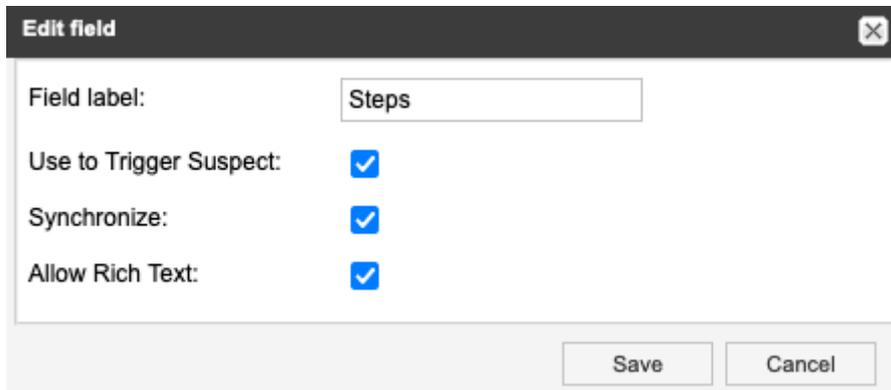 Edit field
Field label: Steps
Use to Trigger Suspect:
Synchronize:
Allow Rich Text:
Save Cancel